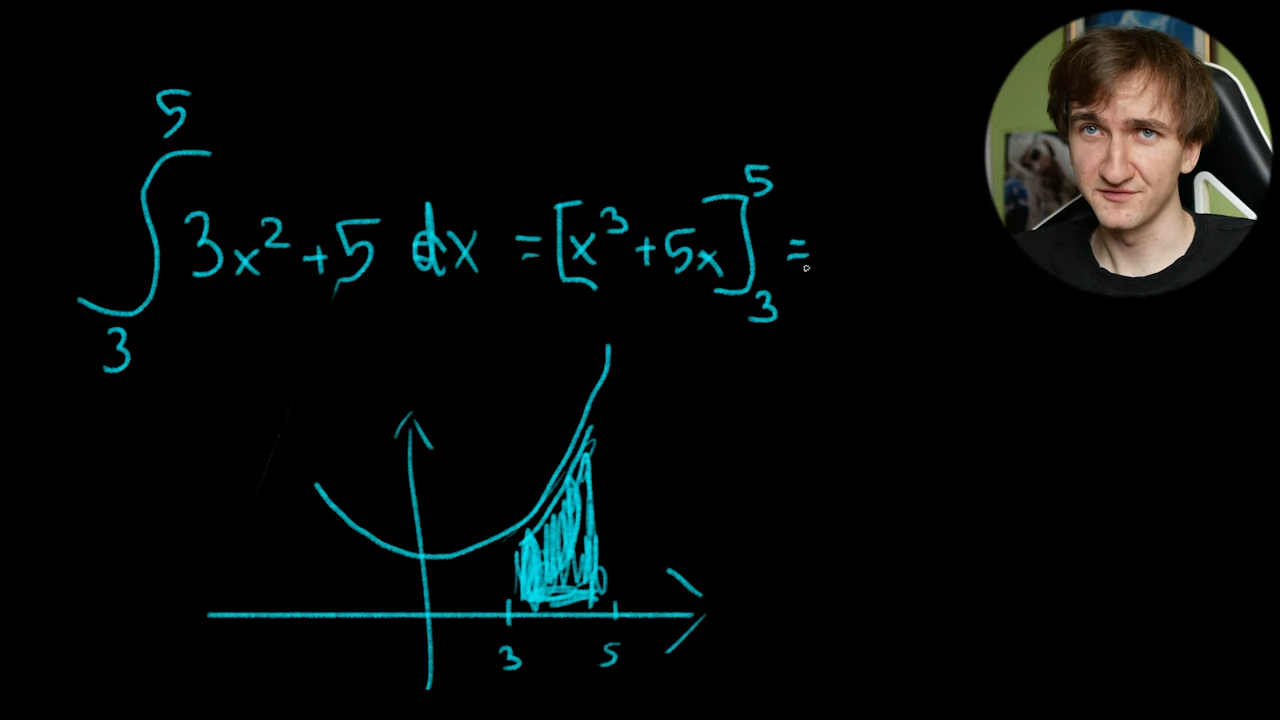 ∫₃⁵ 3x² + 5 dx = [x³ + 5x]₃⁵ =
3 5